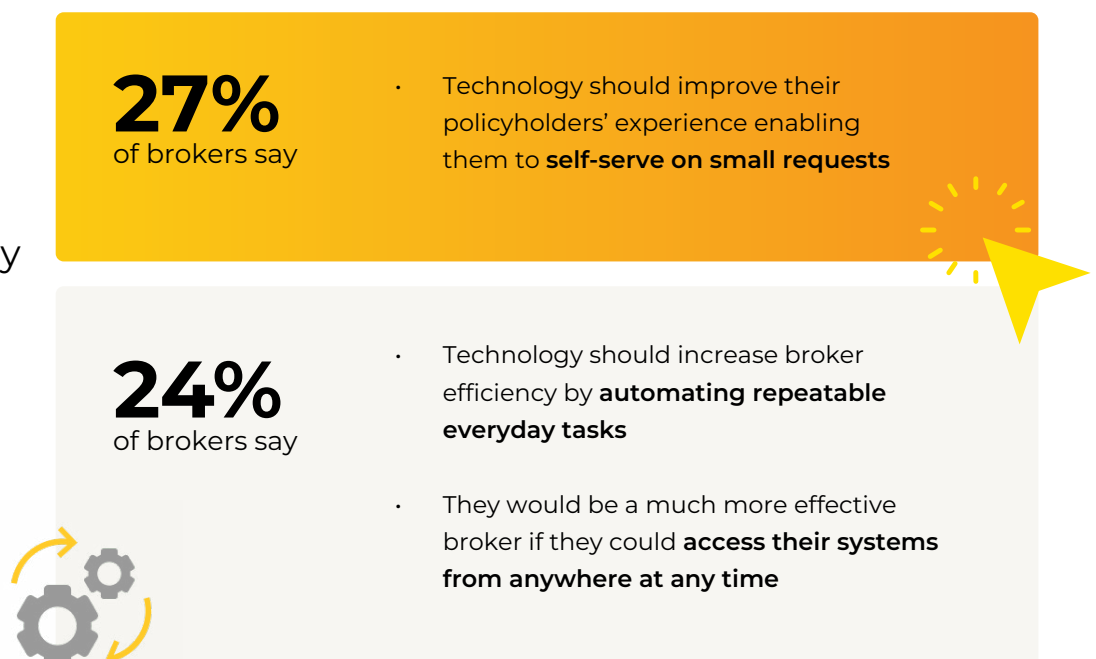 27%
of brokers say
• Technology should improve their
policyholders’ experience enabling
them to self-serve on small requests
y
24%
of brokers say
• Technology should increase broker
efficiency by automating repeatable
everyday tasks
• They would be a much more effective
broker if they could access their systems
from anywhere at any time